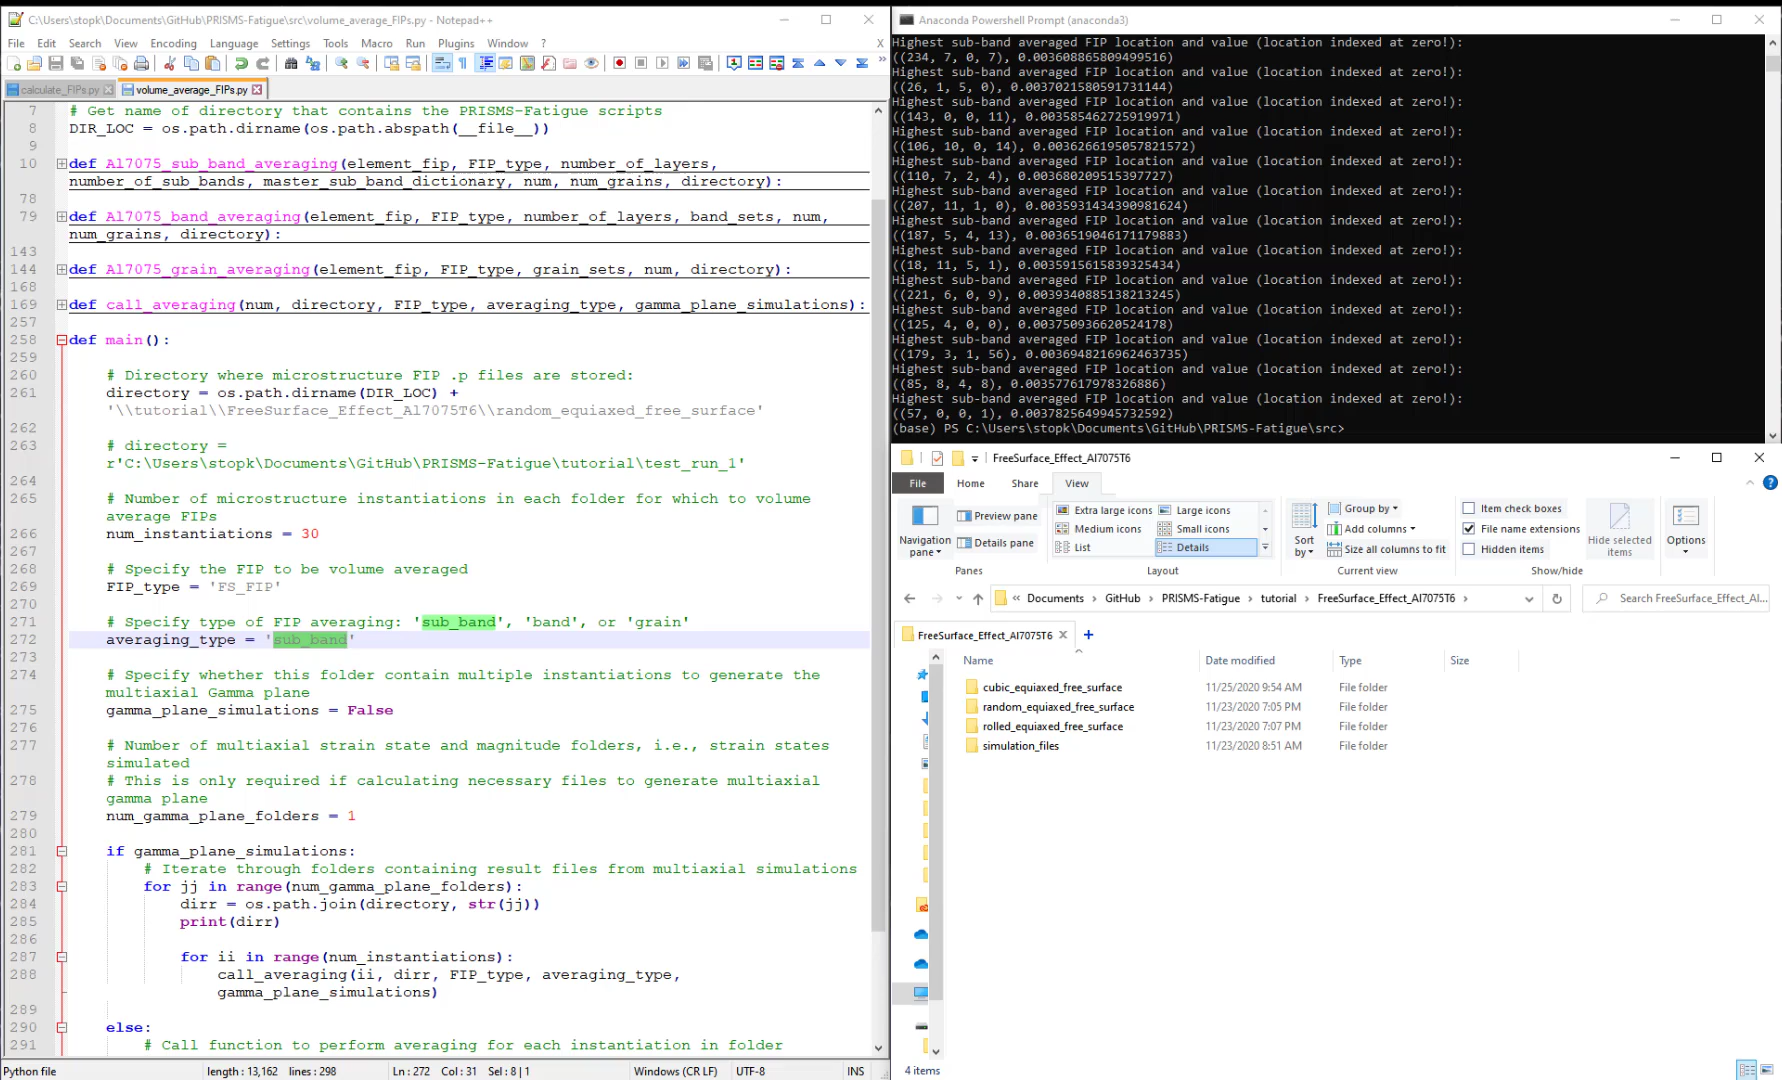 C:\Users\stopk\Documents\GitHub\PRISMS-Fatigue\src\volume_average_FIPs.py - Notepad++
File Edit Search View Encoding Language Settings Tools Macro Run Plugins Window ? X
calculate_FIPs.py volume_average_FIPs.py
7 # Get name of directory that contains the PRISMS-Fatigue scripts
8 DIR_LOC = os.path.dirname(os.path.abspath(__file__))
9
10 def Al7075_sub_band_averaging(element_fip, FIP_type, number_of_layers,
number_of_sub_bands, master_sub_band_dictionary, num, num_grains, directory):
78
79 def Al7075_band_averaging(element_fip, FIP_type, number_of_layers, band_sets, num,
num_grains, directory):
143
144 def Al7075_grain_averaging(element_fip, FIP_type, grain_sets, num, directory):
168
169 def call_averaging(num, directory, FIP_type, averaging_type, gamma_plane_simulations):
257
258 def main():
259
260 # Directory where microstructure FIP .p files are stored:
261 directory = os.path.dirname(DIR_LOC) +
'\\tutorial\\FreeSurface_Effect_Al7075T6\\random_equiaxed_free_surface'
262
263 # directory =
r'C:\Users\stopk\Documents\GitHub\PRISMS-Fatigue\tutorial\test_run_1'
264
265 # Number of microstructure instantiations in each folder for which to volume
average FIPs
266 num_instantiations = 30
267
268 # Specify the FIP to be volume averaged
269 FIP_type = 'FS_FIP'
270
271 # Specify type of FIP averaging: 'sub_band', 'band', or 'grain'
272 averaging_type = 'sub_band'
273
274 # Specify whether this folder contain multiple instantiations to generate the
multiaxial Gamma plane
275 gamma_plane_simulations = False
276
277 # Number of multiaxial strain state and magnitude folders, i.e., strain states
simulated
278 # This is only required if calculating necessary files to generate multiaxial
gamma plane
279 num_gamma_plane_folders = 1
280
281 if gamma_plane_simulations:
282 # Iterate through folders containing result files from multiaxial simulations
283 for jj in range(num_gamma_plane_folders):
284 dirr = os.path.join(directory, str(jj))
285 print(dirr)
286
287 for ii in range(num_instantiations):
288 call_averaging(ii, dirr, FIP_type, averaging_type,
gamma_plane_simulations)
289
290 else:
291 # Call function to perform averaging for each instantiation in folder
Python file length : 13,162 lines : 298 Ln : 272 Col : 31 Sel : 8 | 1 Windows (CR LF) UTF-8 INS
Anaconda Powershell Prompt (anaconda3)
Highest sub-band averaged FIP location and value (location indexed at zero!):
((234, 7, 0, 7), 0.003608865809499516)
Highest sub-band averaged FIP location and value (location indexed at zero!):
((26, 1, 5, 0), 0.0037021580591731144)
Highest sub-band averaged FIP location and value (location indexed at zero!):
((143, 0, 0, 11), 0.003585462725919971)
Highest sub-band averaged FIP location and value (location indexed at zero!):
((106, 10, 0, 14), 0.0036266195057821572)
Highest sub-band averaged FIP location and value (location indexed at zero!):
((110, 7, 2, 4), 0.003680209515397727)
Highest sub-band averaged FIP location and value (location indexed at zero!):
((207, 11, 1, 0), 0.0035931434390981624)
Highest sub-band averaged FIP location and value (location indexed at zero!):
((187, 5, 4, 13), 0.0036519046171179883)
Highest sub-band averaged FIP location and value (location indexed at zero!):
((18, 11, 5, 1), 0.0035915615839325434)
Highest sub-band averaged FIP location and value (location indexed at zero!):
((221, 6, 0, 9), 0.0039340885138213245)
Highest sub-band averaged FIP location and value (location indexed at zero!):
((125, 4, 0, 0), 0.003750936620524178)
Highest sub-band averaged FIP location and value (location indexed at zero!):
((179, 3, 1, 56), 0.0036948216962463735)
Highest sub-band averaged FIP location and value (location indexed at zero!):
((85, 8, 4, 8), 0.003577617978326886)
Highest sub-band averaged FIP location and value (location indexed at zero!):
((57, 0, 0, 1), 0.0037825649945732592)
(base) PS C:\Users\stopk\Documents\GitHub\PRISMS-Fatigue\src>
FreeSurface_Effect_Al7075T6
File Home Share View
Navigation pane
Preview pane
Details pane
Panes
Extra large icons Large icons
Medium icons Small icons
List Details
Layout
Sort by
Group by
Add columns
Size all columns to fit
Current view
Item check boxes
File name extensions
Hidden items
Hide selected items
Show/hide
Options
« Documents > GitHub > PRISMS-Fatigue > tutorial > FreeSurface_Effect_Al7075T6 >
Search FreeSurface_Effect_Al...
FreeSurface_Effect_Al7075T6
Name Date modified Type Size
cubic_equiaxed_free_surface 11/25/2020 9:54 AM File folder
random_equiaxed_free_surface 11/23/2020 7:05 PM File folder
rolled_equiaxed_free_surface 11/23/2020 7:07 PM File folder
simulation_files 11/23/2020 8:51 AM File folder
4 items